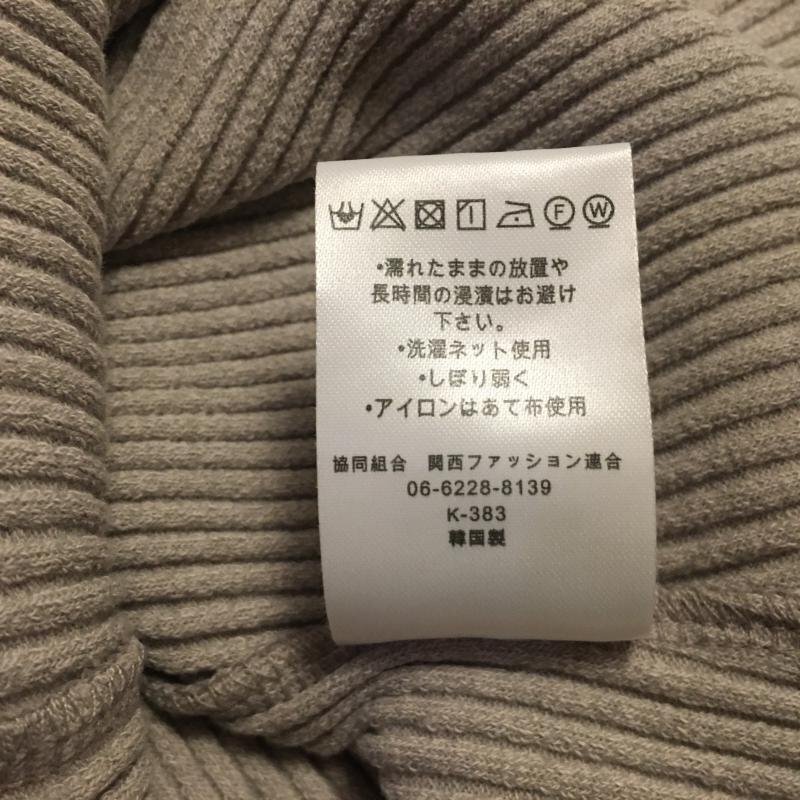 F W
・濡れたままの放置や
長時間の浸漬はお避け
下さい。
・洗濯ネット使用
・しぼり弱く
・アイロンはあて布使用
協同組合 関西ファッション連合
06-6228-8139
K-383
韓国製